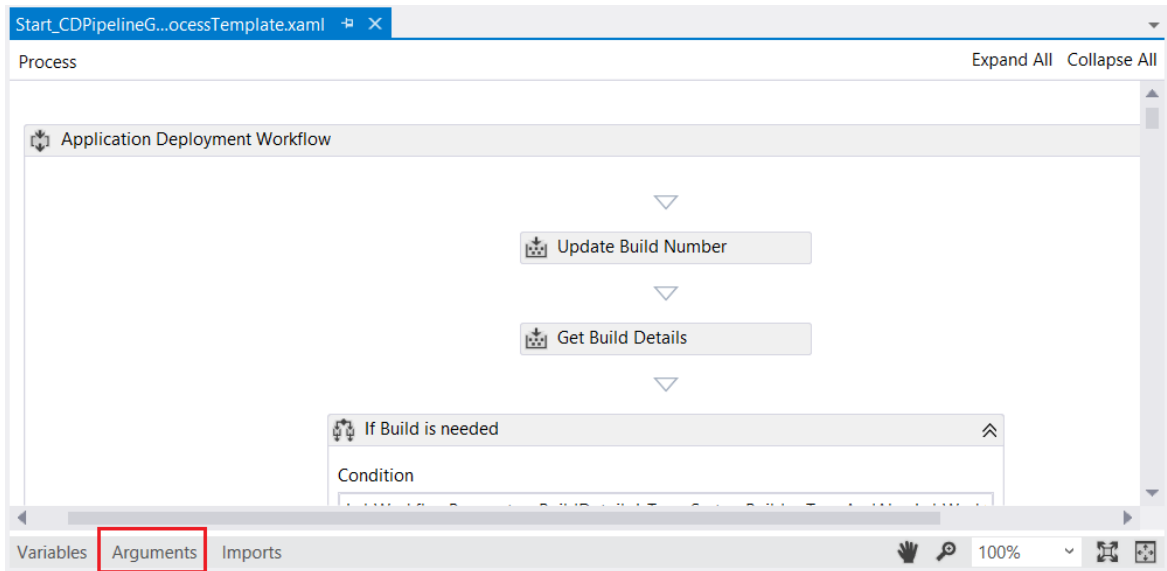 Start_CDPipelineG...ocessTemplate.xaml
Process Expand All Collapse All
Application Deployment Workflow
Update Build Number
Get Build Details
If Build is needed
Condition
Variables Arguments Imports 100%